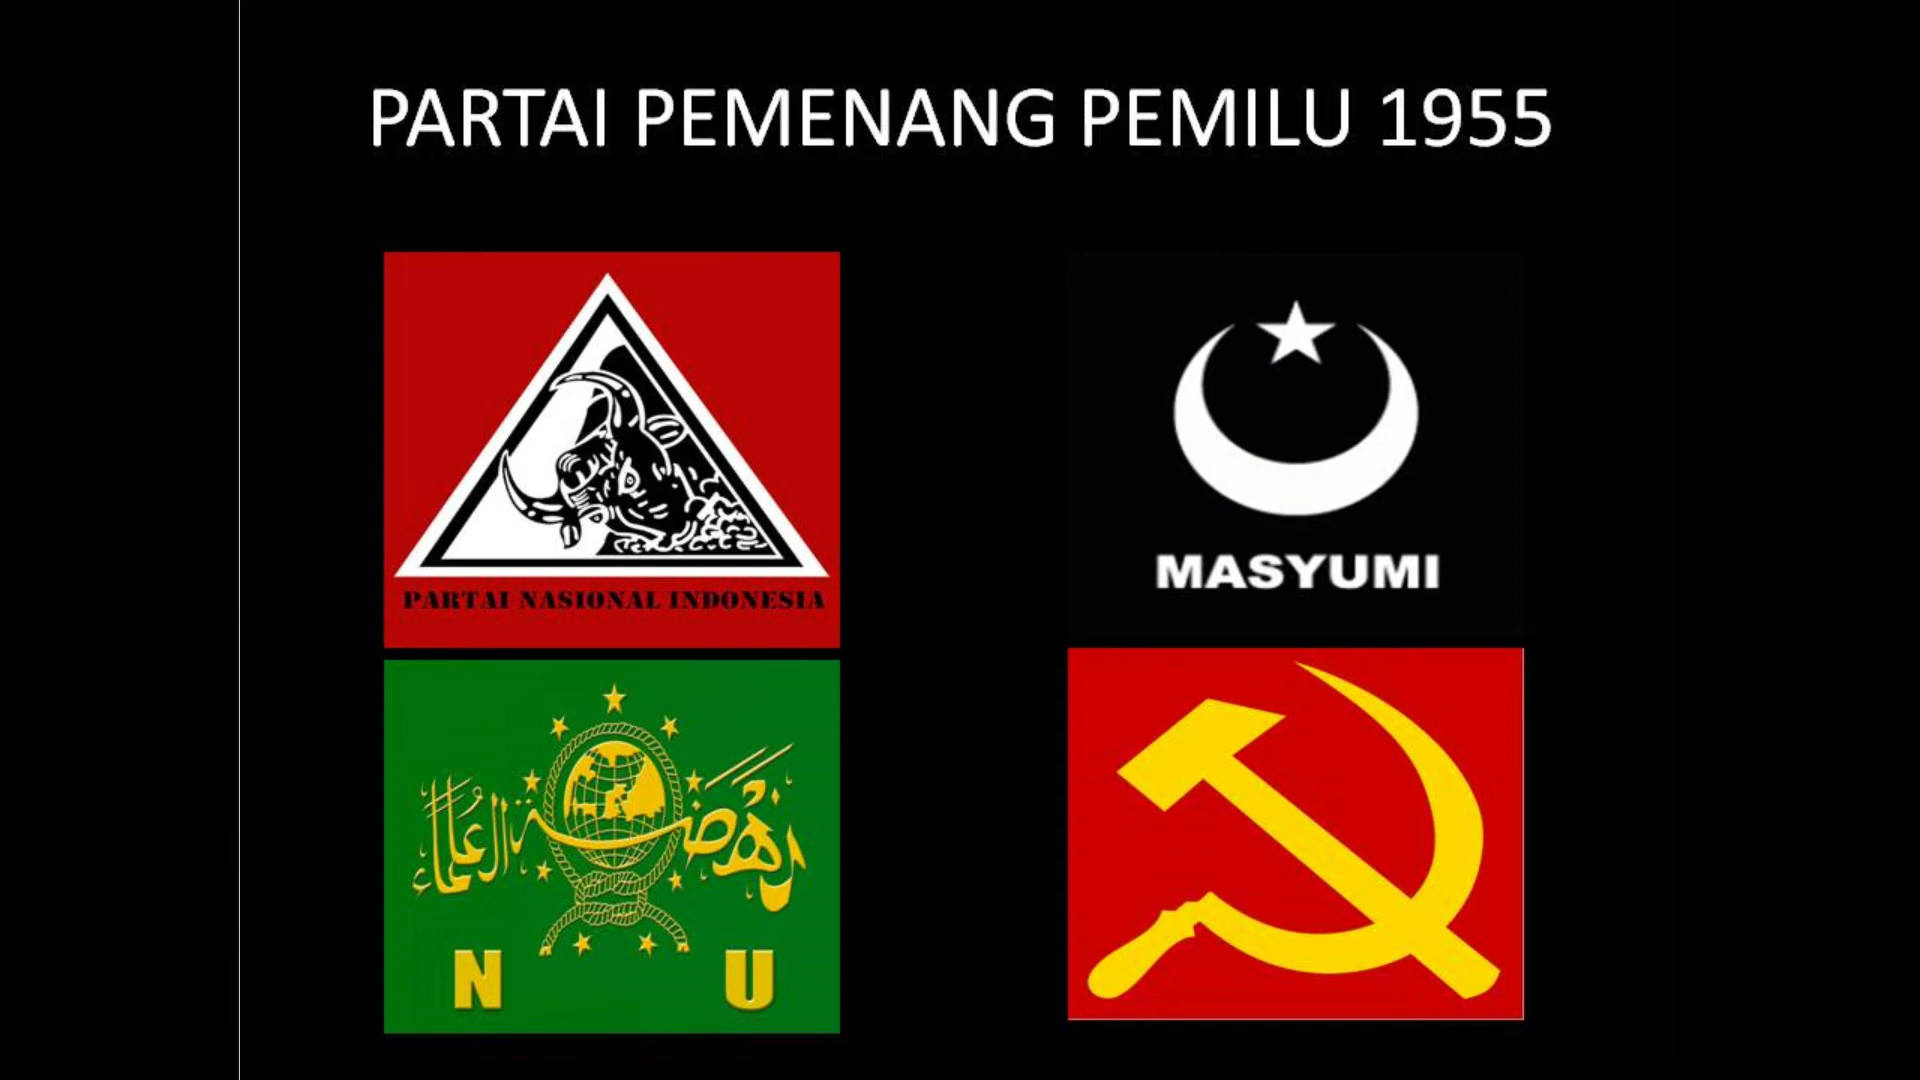 PARTAI PEMENANG PEMILU 1955
PARTAI NASIONAL INDONESIA
MASYUMI
نهضة العلماء
N U